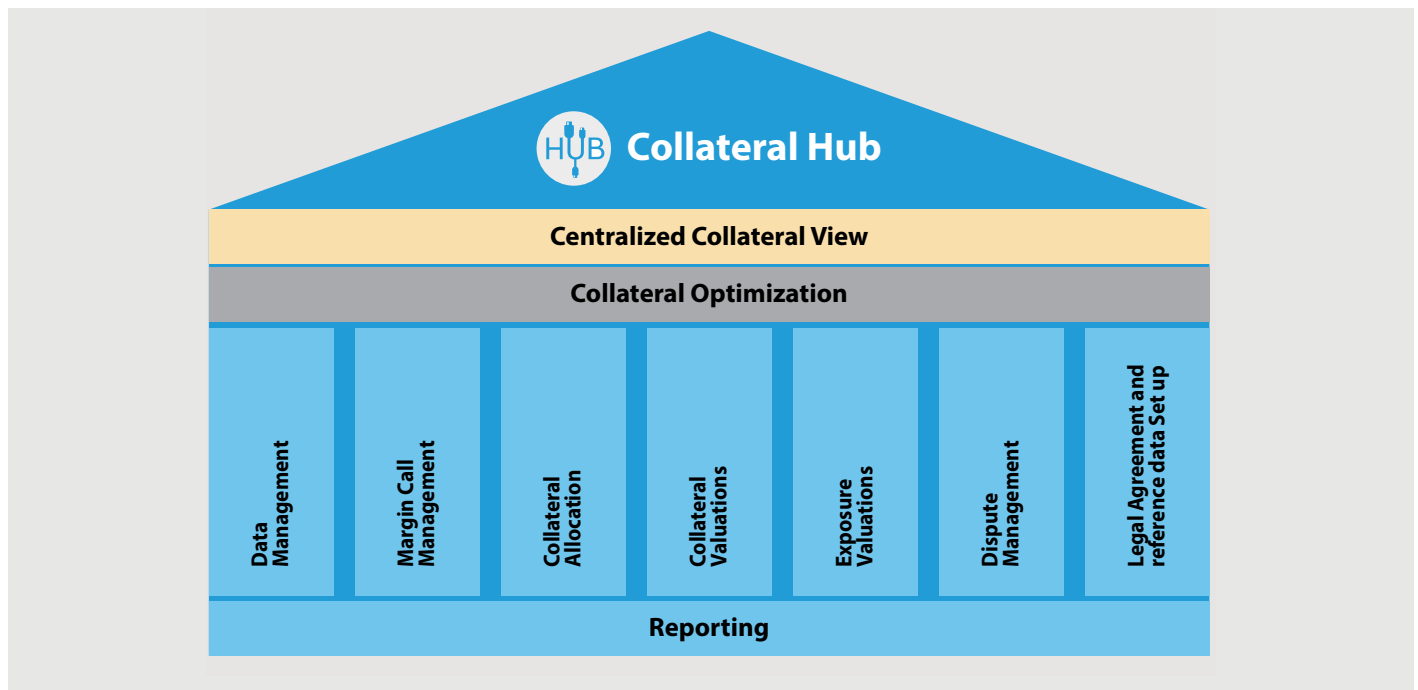 HUB
Collateral Hub
Centralized Collateral View
Collateral Optimization
Data
Management
Margin Call
Management
Collateral
Allocation
Collateral
Valuations
Exposure
Valuations
Dispute
Management
Legal Agreement and
reference data Set up
Reporting